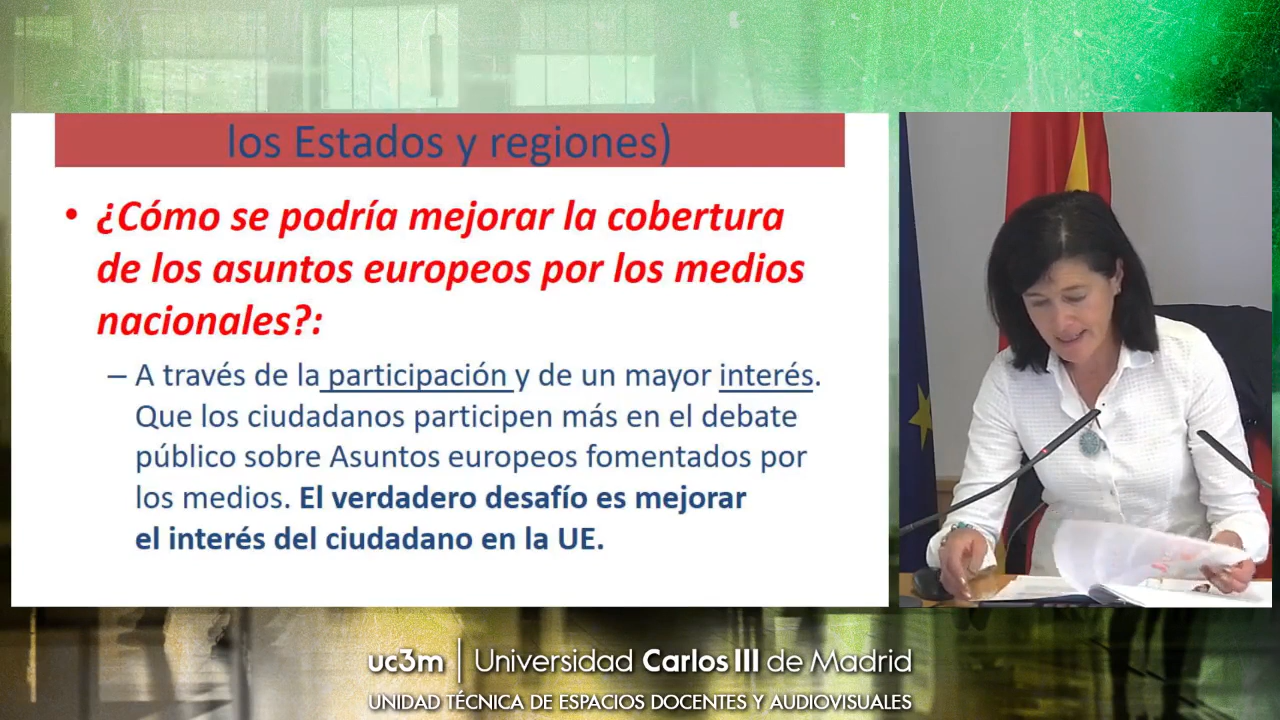 los Estados y regiones)
• ¿Cómo se podría mejorar la cobertura
de los asuntos europeos por los medios
nacionales?:
– A través de la participación y de un mayor interés.
Que los ciudadanos participen más en el debate
público sobre Asuntos europeos fomentados por
los medios. El verdadero desafío es mejorar
el interés del ciudadano en la UE.
uc3m | Universidad Carlos III de Madrid
UNIDAD TÉCNICA DE ESPACIOS DOCENTES Y AUDIOVISUALES